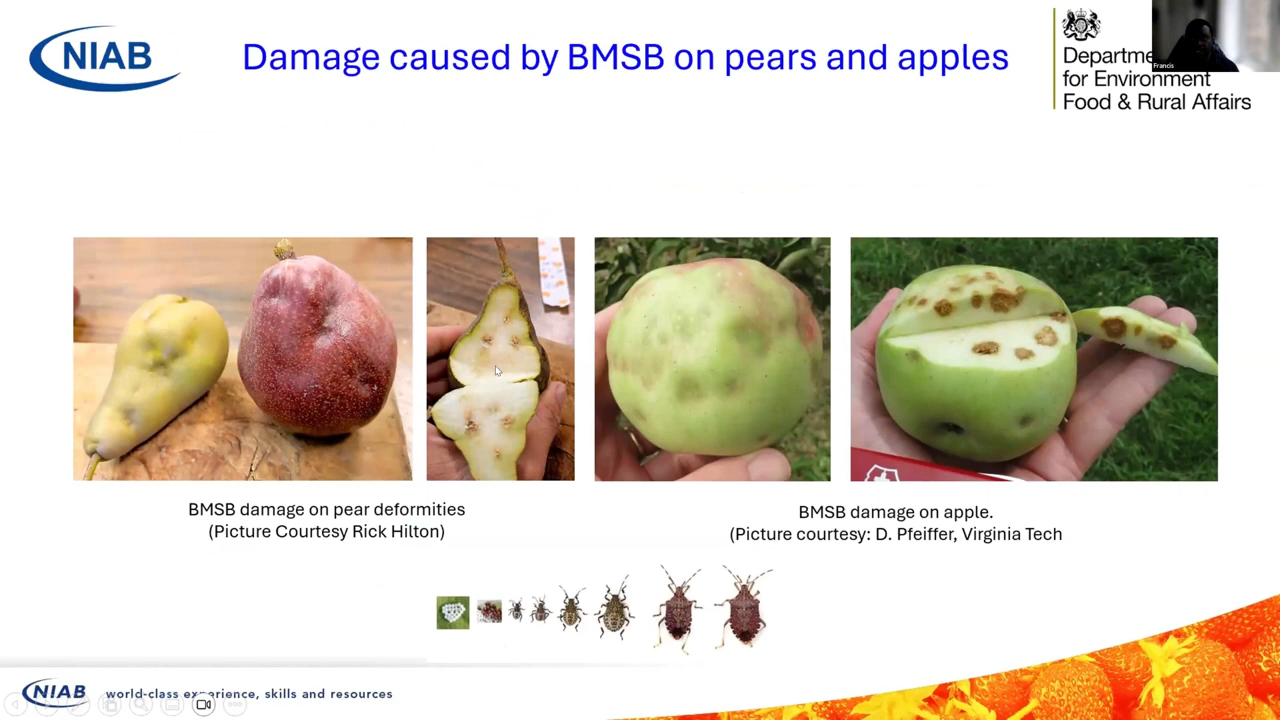 NIAB
Damage caused by BMSB on pears and apples
Francis
for Environment
Food & Rural Affairs
BMSB damage on pear deformities
(Picture Courtesy Rick Hilton)
BMSB damage on apple.
(Picture courtesy: D. Pfeiffer, Virginia Tech
NIAB
world-class experience, skills and resources